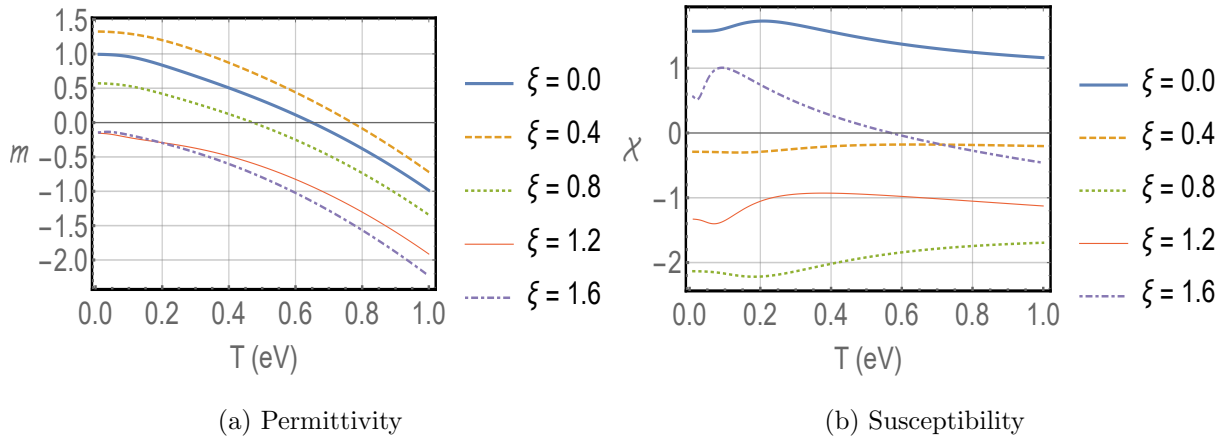 1.5
1.0
0.5
0.0
−0.5
−1.0
−1.5
−2.0
m
0.0 0.2 0.4 0.6 0.8 1.0
T (eV)
ξ = 0.0
ξ = 0.4
ξ = 0.8
ξ = 1.2
ξ = 1.6
(a) Permittivity
1
0
−1
−2
χ
0.0 0.2 0.4 0.6 0.8 1.0
T (eV)
ξ = 0.0
ξ = 0.4
ξ = 0.8
ξ = 1.2
ξ = 1.6
(b) Susceptibility